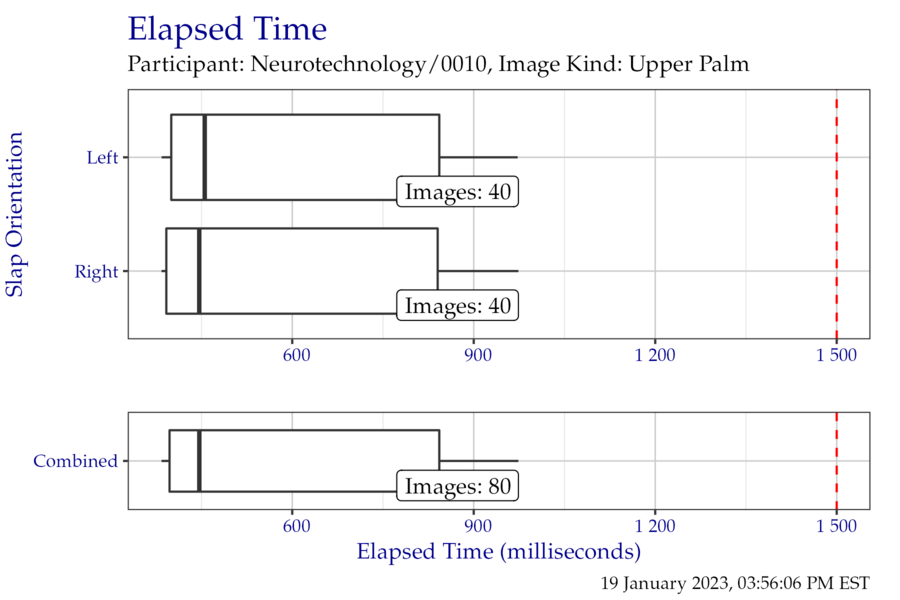 Elapsed Time
Participant: Neurotechnology/0010, Image Kind: Upper Palm
Slap Orientation
Left
Images: 40
Right
Images: 40
600 900 1 200 1 500
Combined
Images: 80
600 900 1 200 1 500
Elapsed Time (milliseconds)
19 January 2023, 03:56:06 PM EST